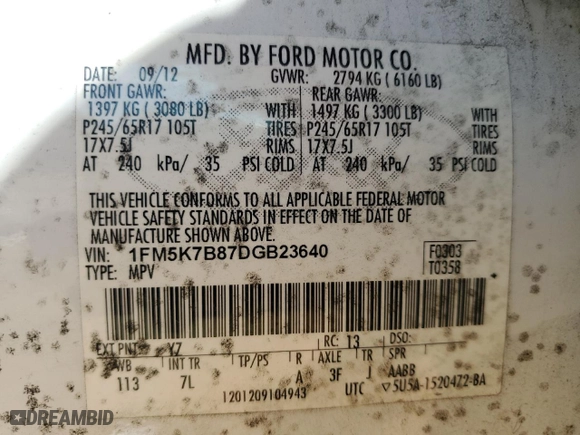 MFD. BY FORD MOTOR CO.
DATE: 09/12 GVWR: 2794 KG ( 6160 LB)
FRONT GAWR: REAR GAWR:
1397 KG ( 3080 LB) WITH 1497 KG ( 3300 LB) WITH
P245/65R17 105T TIRES P245/65R17 105T TIRES
17X7.5J RIMS 17X7.5J RIMS
AT 240 kPa/ 35 PSI COLD AT 240 kPa/ 35 PSI COLD
THIS VEHICLE CONFORMS TO ALL APPLICABLE FEDERAL MOTOR
VEHICLE SAFETY STANDARDS IN EFFECT ON THE DATE OF
MANUFACTURE SHOWN ABOVE.
VIN: 1FM5K7B87DGB23640 F0303
TYPE: MPV T0358
EXT PNT: YZ RC: 13 DSO:
WB INT TR TP/PS R AXLE TR SPR
113 7L A 3F J AABB
1201209104943 UTC ▽5U5A-1520472-BA
DREAMBID